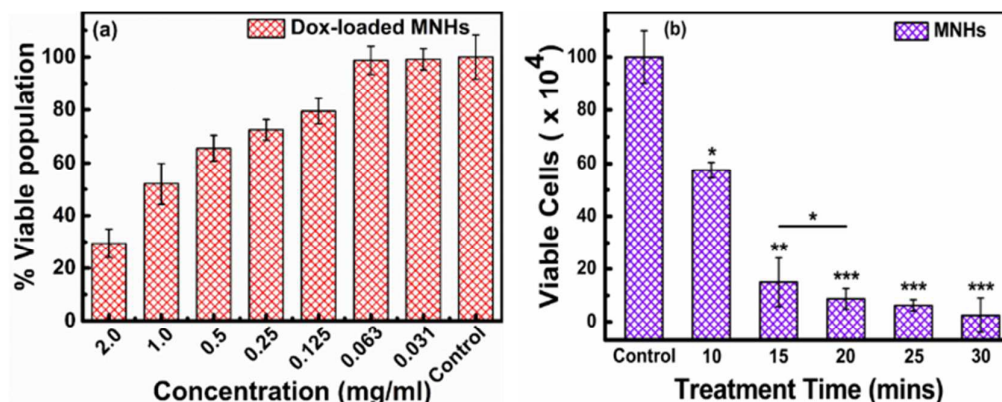 (a)
Dox-loaded MNHs
% Viable population
100
80
60
40
20
0
2.0 1.0 0.5 0.25 0.125 0.063 0.031 Control
Concentration (mg/ml)
(b)
MNHs
Viable Cells ( x 10⁴)
100
80
60
40
20
0
*
**
*
***
***
***
Control 10 15 20 25 30
Treatment Time (mins)